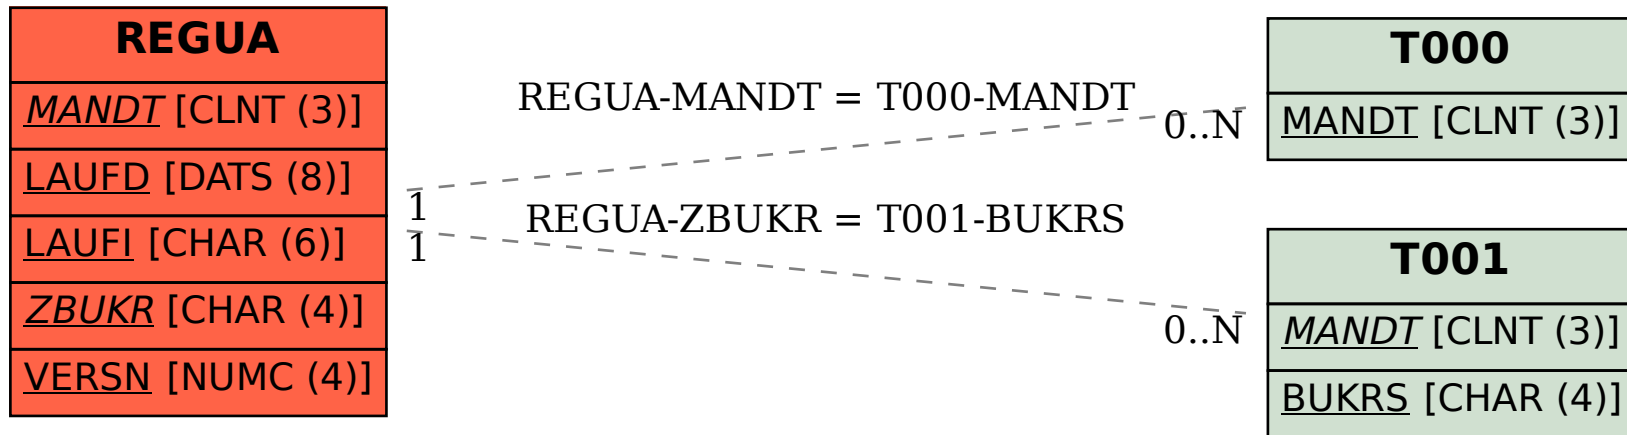 REGUA
MANDT [CLNT (3)]
LAUFD [DATS (8)]
LAUFI [CHAR (6)]
ZBUKR [CHAR (4)]
VERSN [NUMC (4)]
REGUA-MANDT = T000-MANDT
0..N
1
REGUA-ZBUKR = T001-BUKRS
1
0..N
T000
MANDT [CLNT (3)]
T001
MANDT [CLNT (3)]
BUKRS [CHAR (4)]